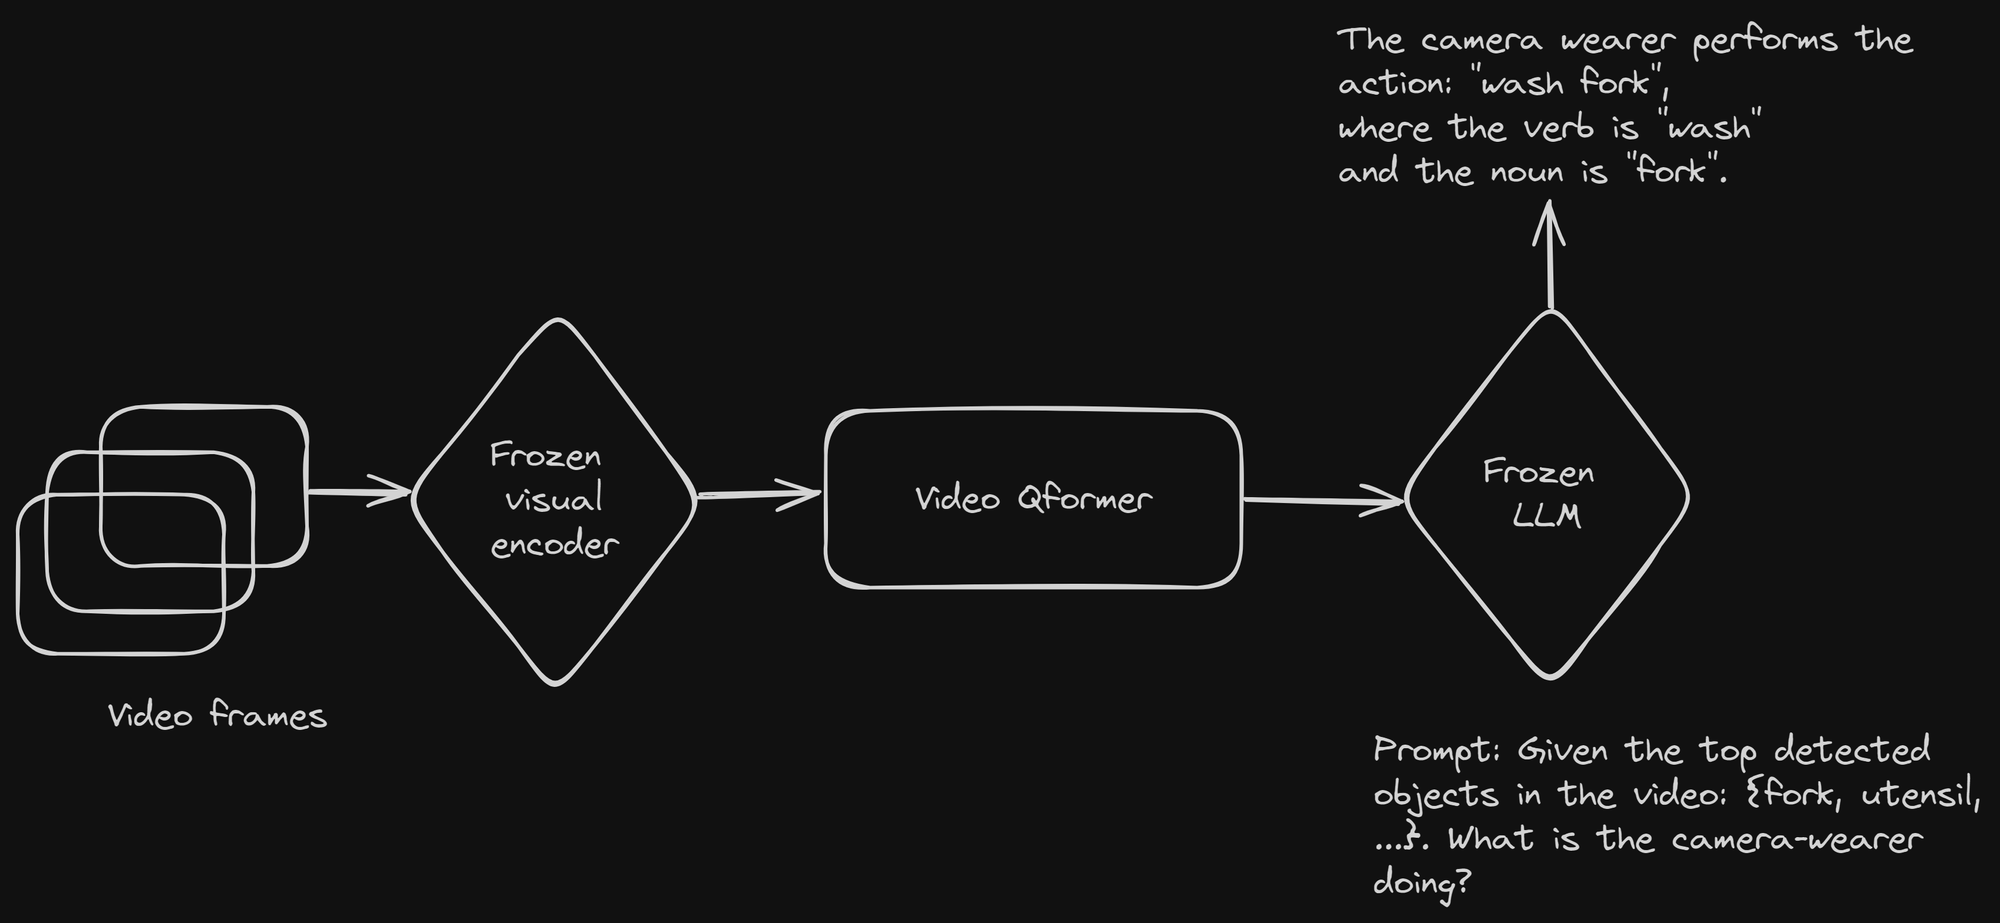 The camera wearer performs the
action: "wash fork",
where the verb is "wash"
and the noun is "fork".
Frozen
visual
encoder
Video Qformer
Frozen
LLM
Video frames
Prompt: Given the top detected
objects in the video: {fork, utensil,
...}. What is the camera-wearer
doing?